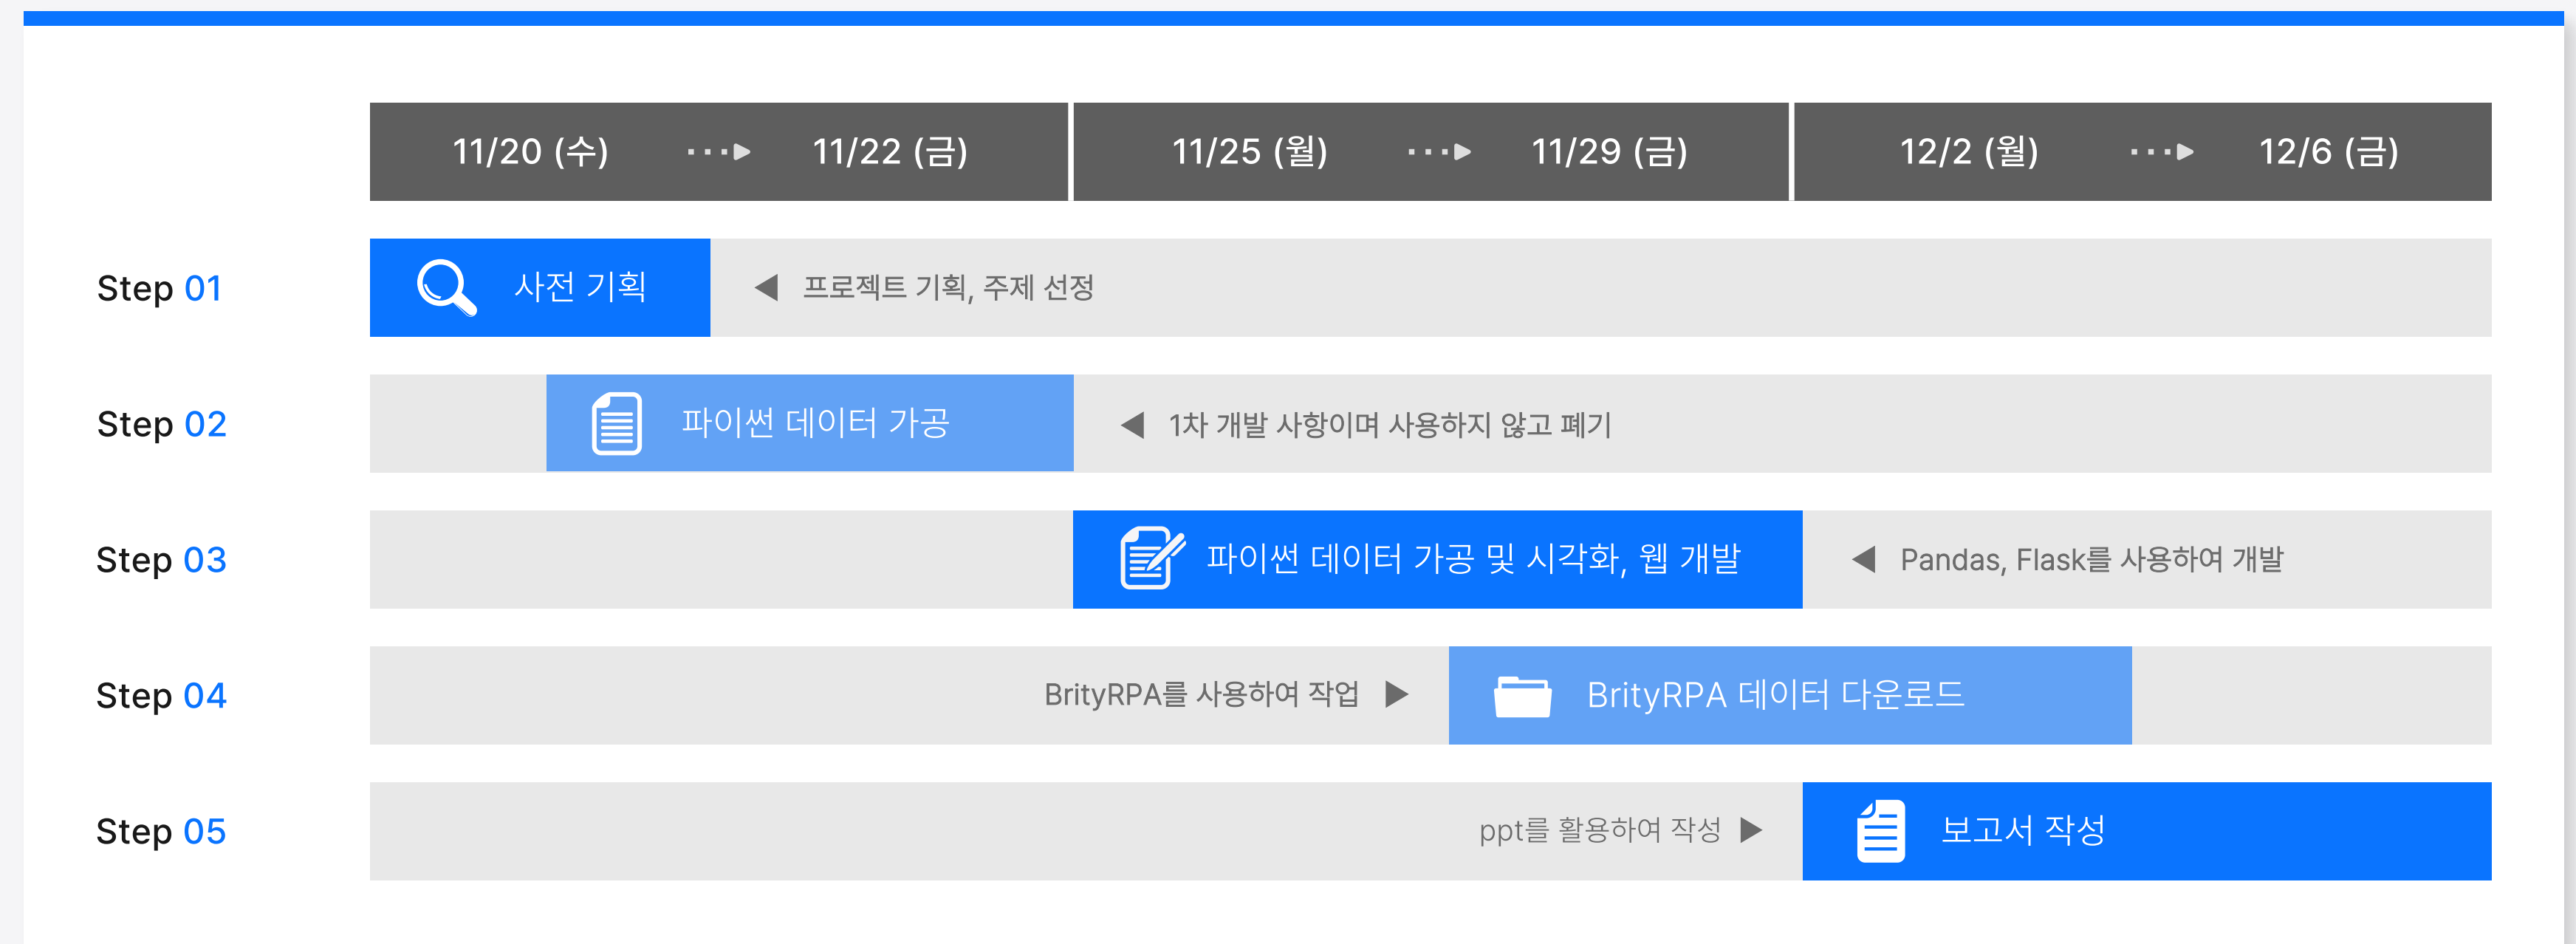 11/20 (수) 11/22 (금) 11/25 (월) 11/29 (금) 12/2 (월) 12/6 (금)
Step 01 사전 기획 프로젝트 기획, 주제 선정
Step 02 파이썬 데이터 가공 1차 개발 사항이며 사용하지 않고 폐기
Step 03 파이썬 데이터 가공 및 시각화, 웹 개발 Pandas, Flask를 사용하여 개발
Step 04 BrityRPA를 사용하여 작업 BrityRPA 데이터 다운로드
Step 05 ppt를 활용하여 작성 보고서 작성